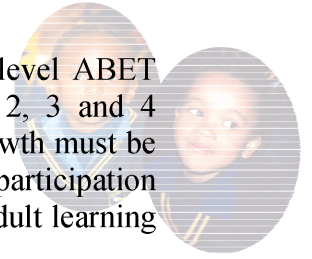 level ABET
2, 3 and 4
wth must be
participation
dult learning